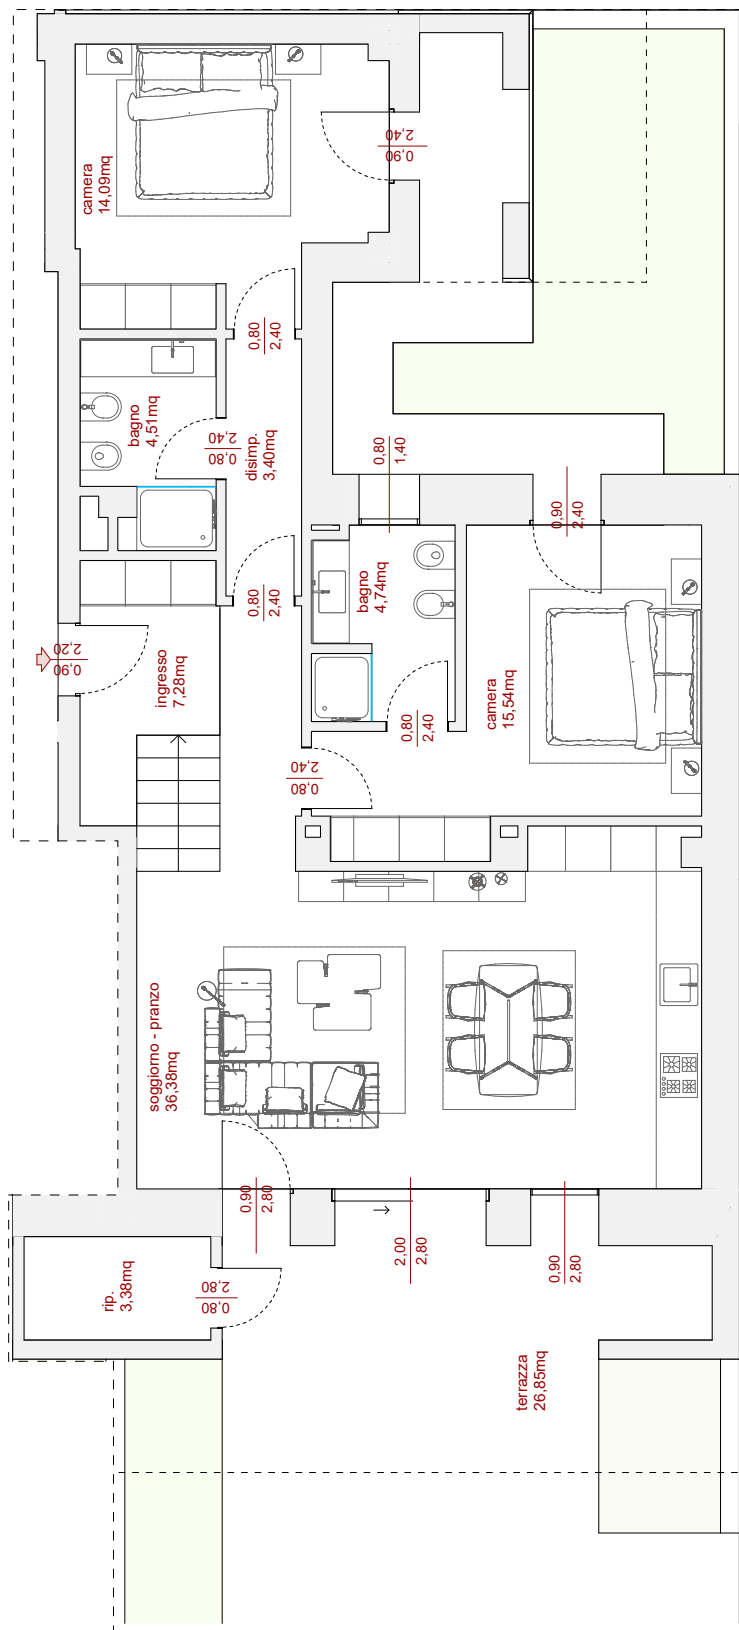 camera
14,09mq
0,90
2,40
0,80
2,40
bagno
4,51mq
0,80
2,40
disimp.
3,40mq
0,80
1,40
0,90
2,40
0,80
2,40
bagno
4,74mq
0,90
2,20
ingresso
7,28mq
camera
15,54mq
0,80
2,40
0,80
2,40
soggiorno - pranzo
36,38mq
0,90
2,80
2,00
2,80
0,90
2,80
rip.
3,38mq
0,80
2,80
terrazza
26,85mq